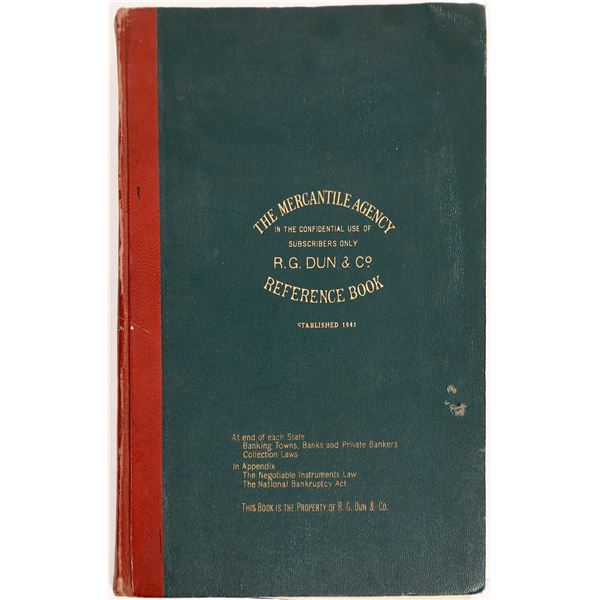 THE MERCANTILE AGENCY
IN THE CONFIDENTIAL USE OF
SUBSCRIBERS ONLY
R.G. DUN & Co
REFERENCE BOOK
STABLISHED 1841
At end of each State
Banking Towns, Banks and Private Bankers
Collection Laws
In Appendix
The Negotiable Instruments Law
The National Bankruptcy Act
THIS BOOK IS THE PROPERTY OF R. G. DUN & Co.